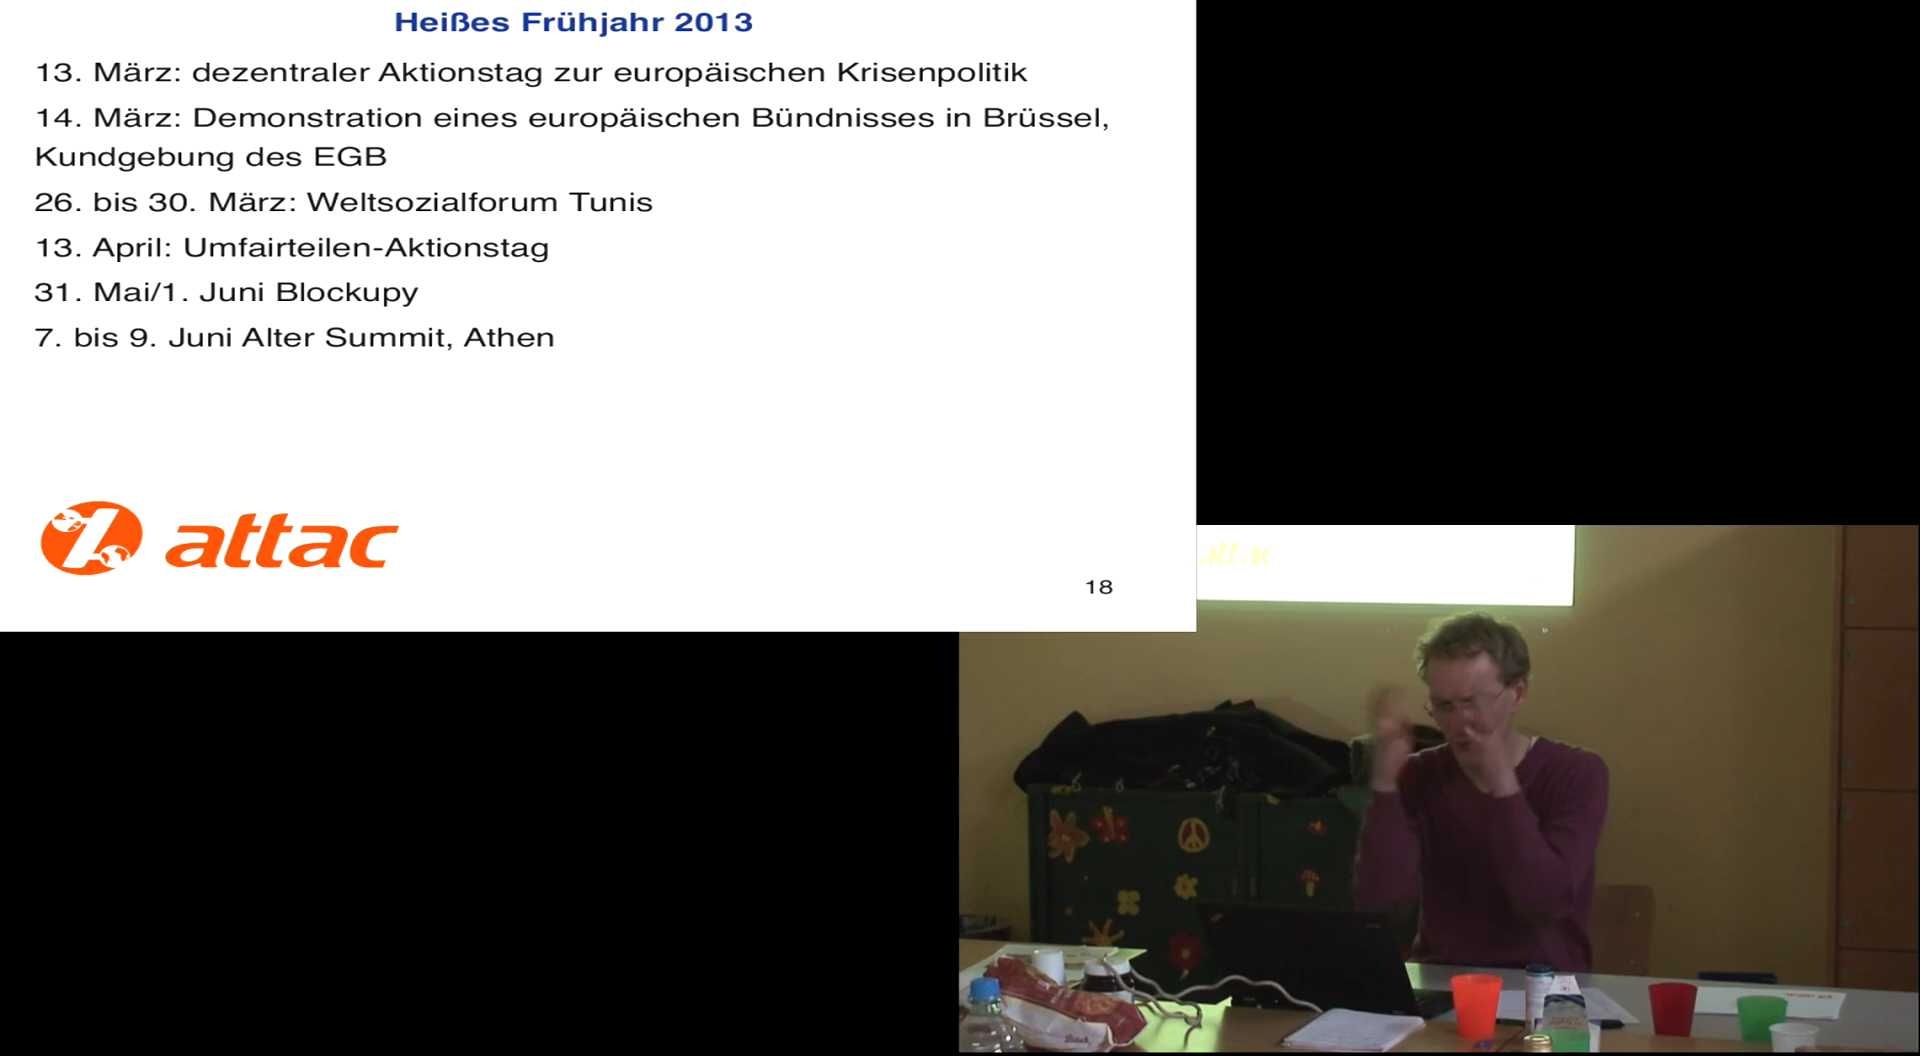 Heißes Frühjahr 2013
13. März: dezentraler Aktionstag zur europäischen Krisenpolitik
14. März: Demonstration eines europäischen Bündnisses in Brüssel,
Kundgebung des EGB
26. bis 30. März: Weltsozialforum Tunis
13. April: Umfairteilen-Aktionstag
31. Mai/1. Juni Blockupy
7. bis 9. Juni Alter Summit, Athen
attac
18
attac